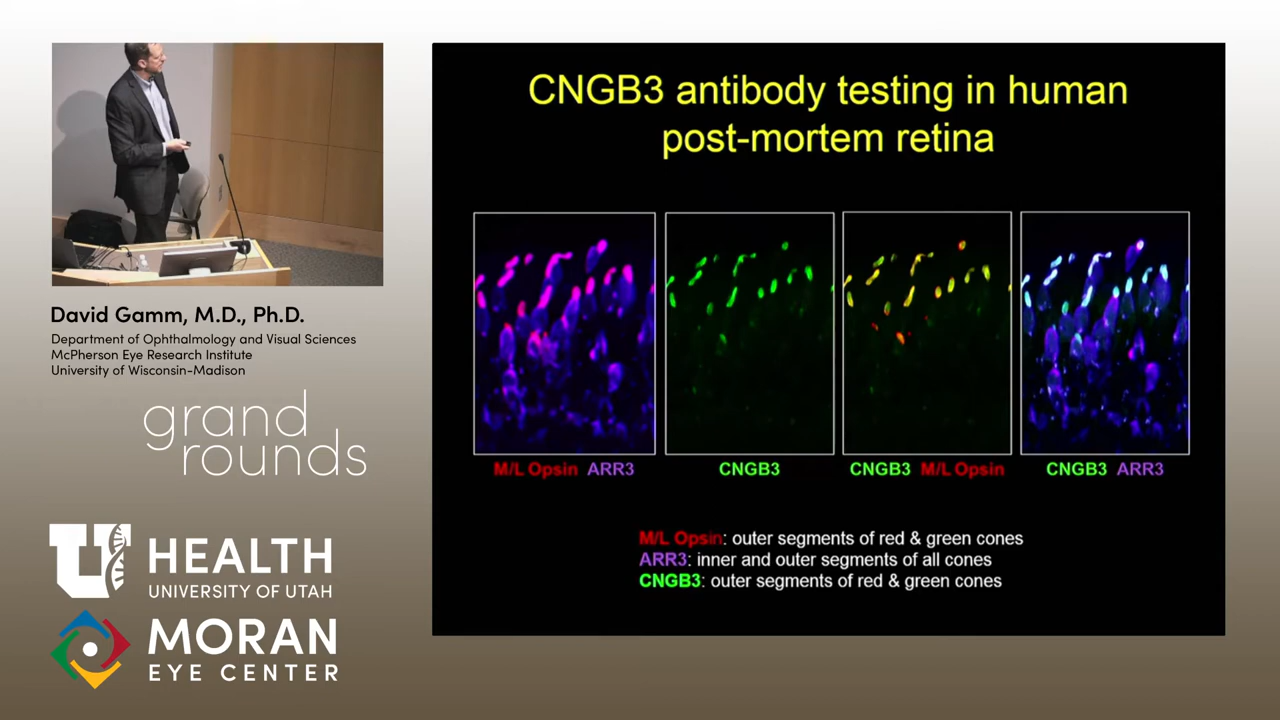 CNGB3 antibody testing in human
post-mortem retina
M/L Opsin ARR3
CNGB3
CNGB3 M/L Opsin
CNGB3 ARR3
M/L Opsin: outer segments of red & green cones
ARR3: inner and outer segments of all cones
CNGB3: outer segments of red & green cones
David Gamm, M.D., Ph.D.
Department of Ophthalmology and Visual Sciences
McPherson Eye Research Institute
University of Wisconsin-Madison
grand
rounds
U HEALTH
UNIVERSITY OF UTAH
MORAN
EYE CENTER